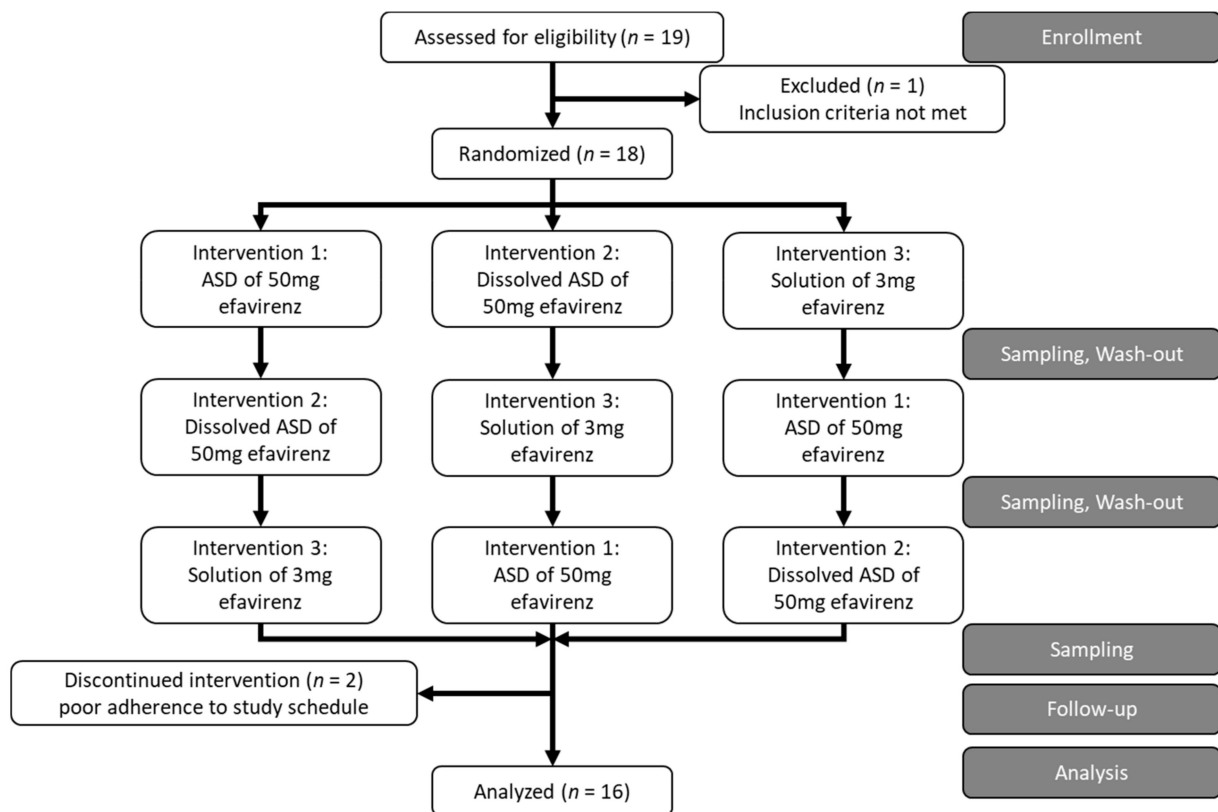 Assessed for eligibility (n = 19)
Enrollment
Excluded (n = 1)
Inclusion criteria not met
Randomized (n = 18)
Intervention 1:
ASD of 50mg
efavirenz
Intervention 2:
Dissolved ASD of
50mg efavirenz
Intervention 3:
Solution of 3mg
efavirenz
Sampling, Wash-out
Intervention 2:
Dissolved ASD of
50mg efavirenz
Intervention 3:
Solution of 3mg
efavirenz
Intervention 1:
ASD of 50mg
efavirenz
Sampling, Wash-out
Intervention 3:
Solution of 3mg
efavirenz
Intervention 1:
ASD of 50mg
efavirenz
Intervention 2:
Dissolved ASD of
50mg efavirenz
Sampling
Discontinued intervention (n = 2)
poor adherence to study schedule
Follow-up
Analysis
Analyzed (n = 16)